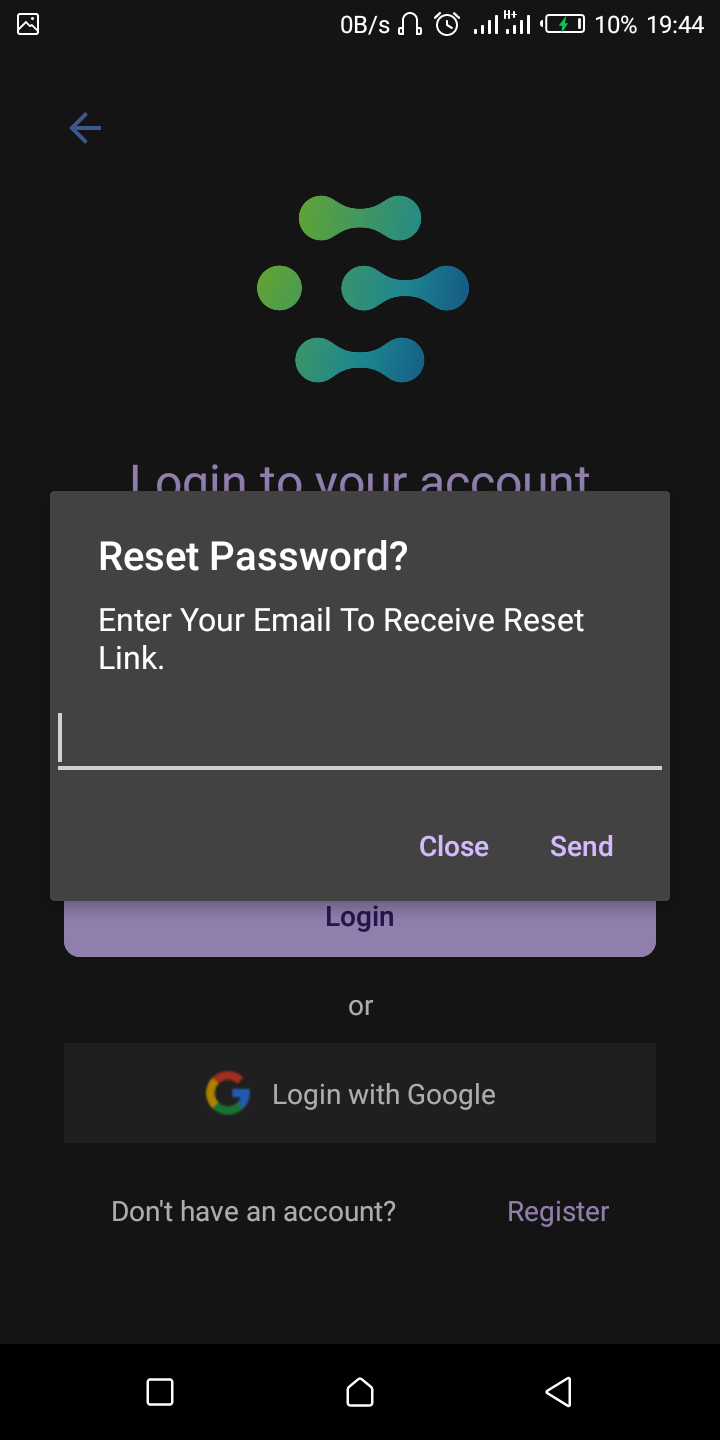 0B/s H+ 10% 19:44
Login to your account
Reset Password?
Enter Your Email To Receive Reset
Link.
Close Send
Login
or
Login with Google
Don't have an account? Register